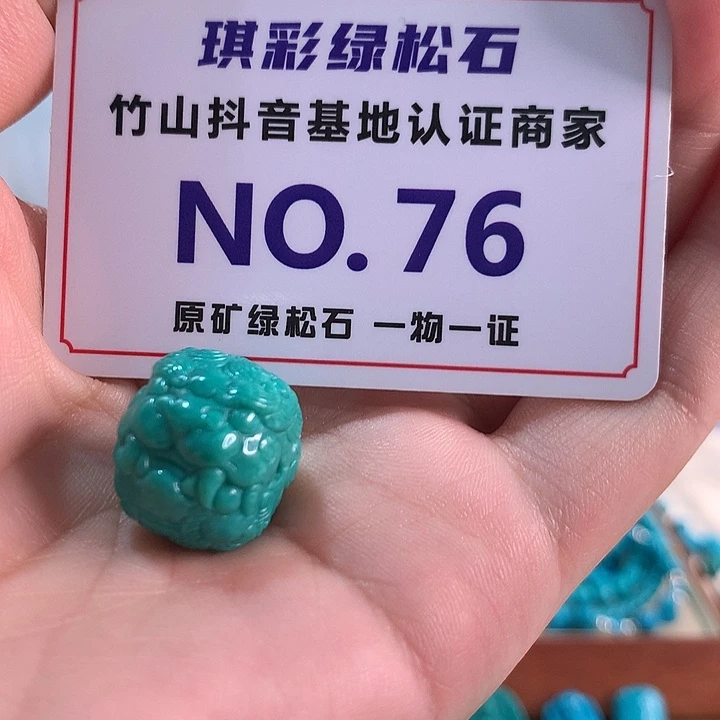 琪彩绿松石
竹山抖音基地认证商家
NO.76
原矿绿松石 一物一证